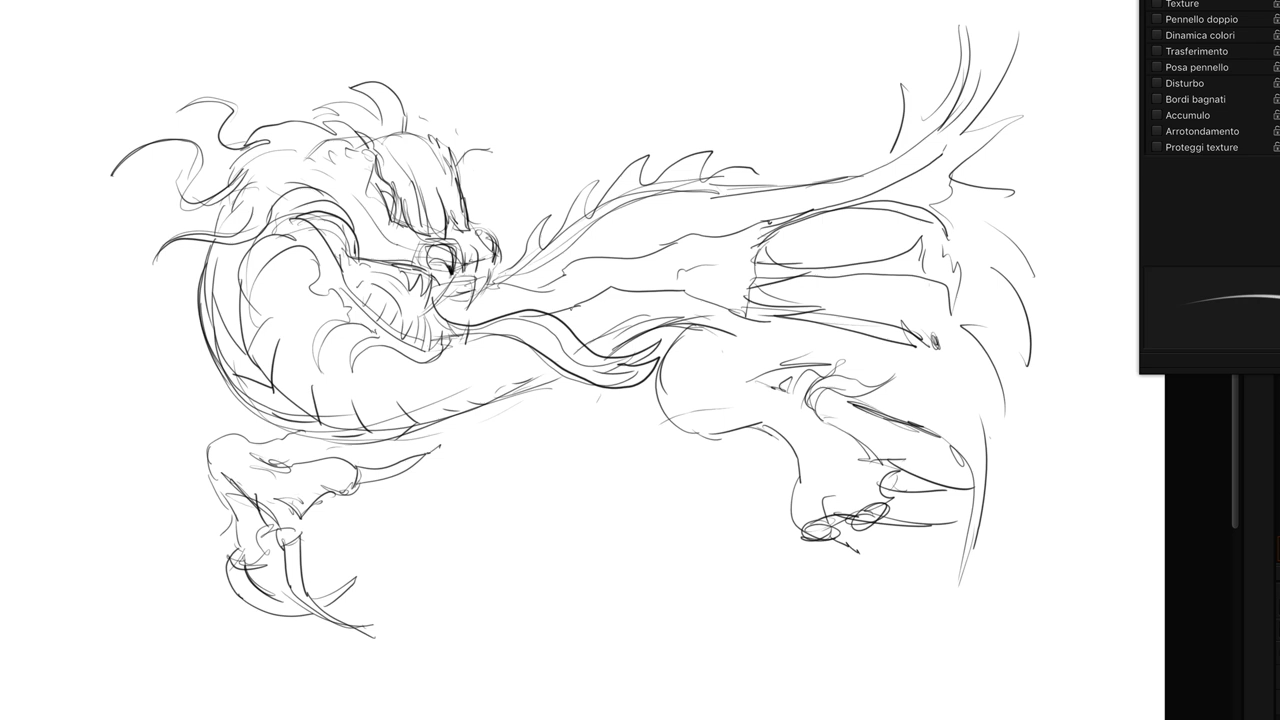 Texture
Pennello doppio
Dinamica colori
Trasferimento
Posa pennello
Disturbo
Bordi bagnati
Accumulo
Arrotondamento
Proteggi texture